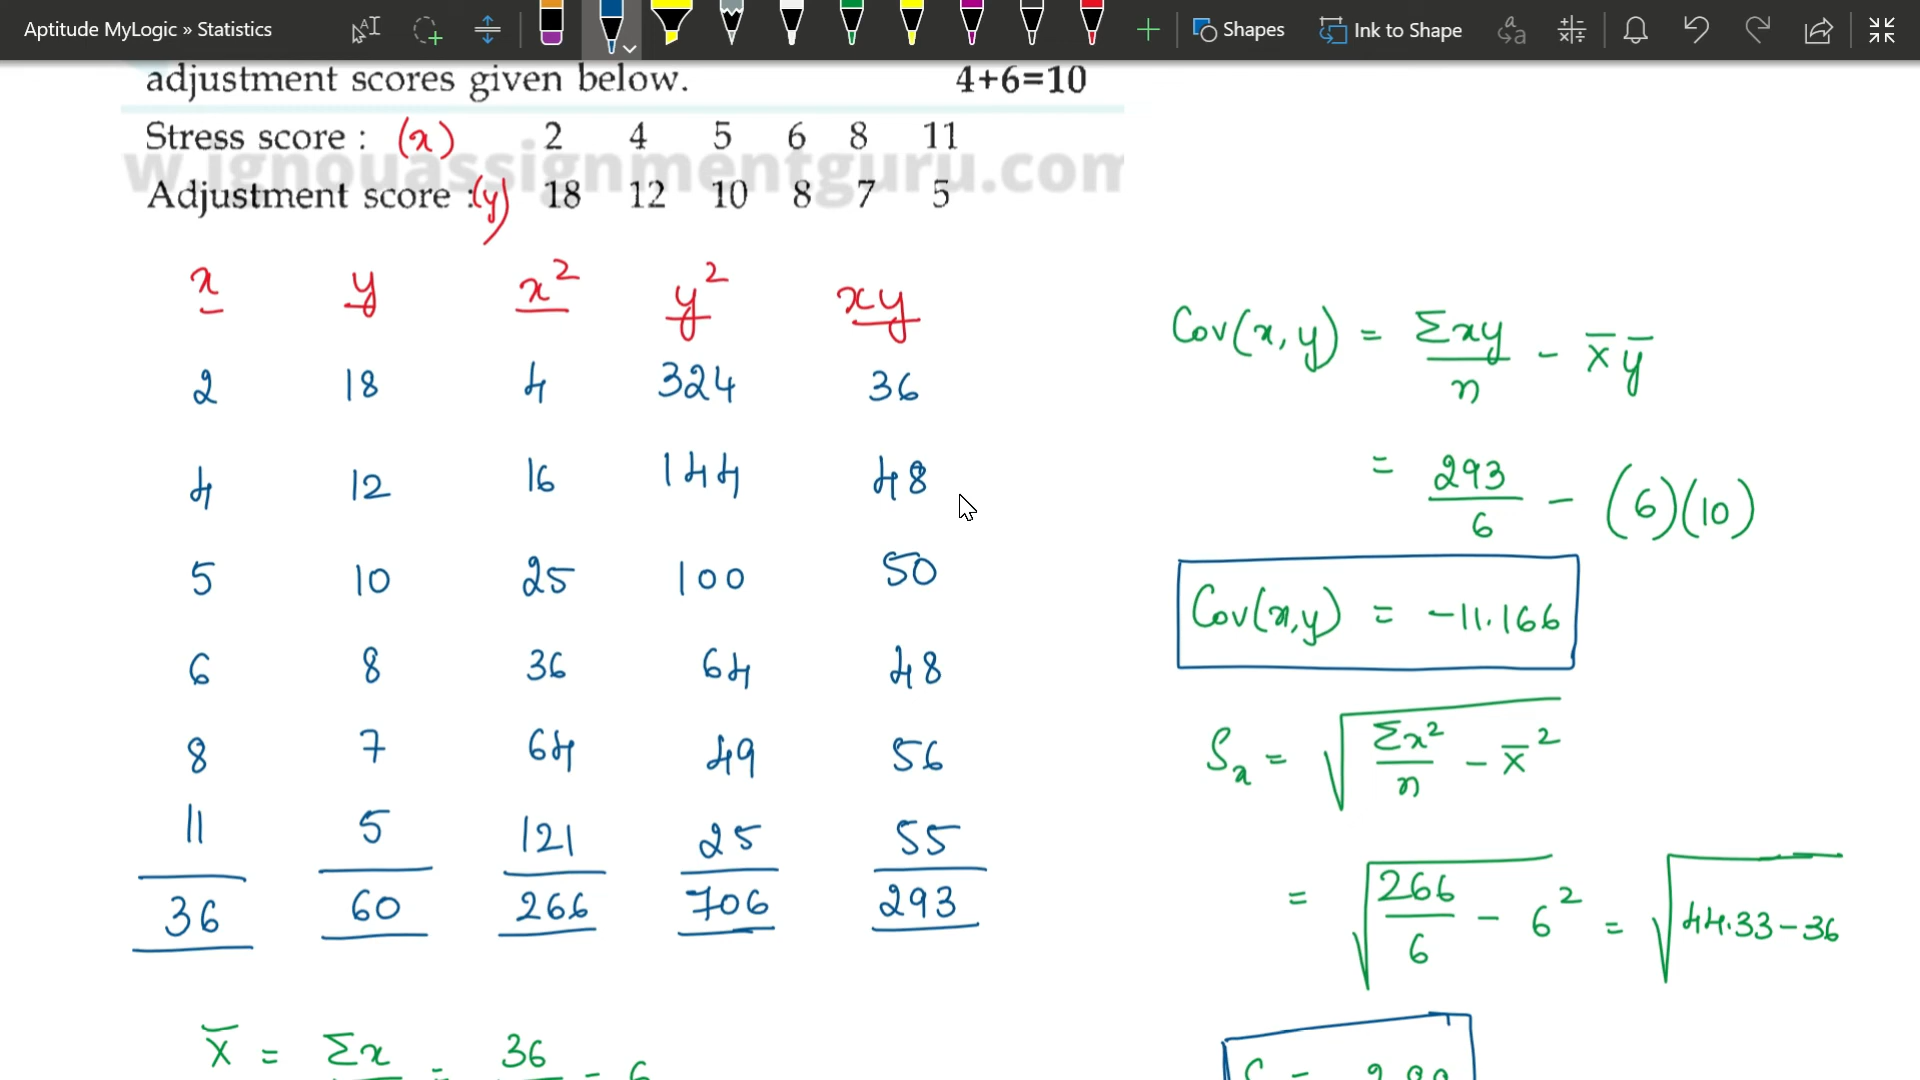 Aptitude MyLogic » Statistics
Shapes
Ink to Shape
adjustment scores given below. 4+6=10
Stress score : (x) 2 4 5 6 8 11
w.ignouassignmentguru.com
Adjustment score :(y) 18 12 10 8 7 5
x y x² y² xy
2 18 4 324 36
4 12 16 144 48
5 10 25 100 50
6 8 36 64 48
8 7 64 49 56
11 5 121 25 55
36 60 266 706 293
x̄ = Σx = 36 = 6
Cov(x,y) = Σxy/n - x̄ȳ
= 293/6 - (6)(10)
Cov(x,y) = -11.166
Sx = √(Σx²/n - x̄²)
= √(266/6 - 6²) = √(44.33-36